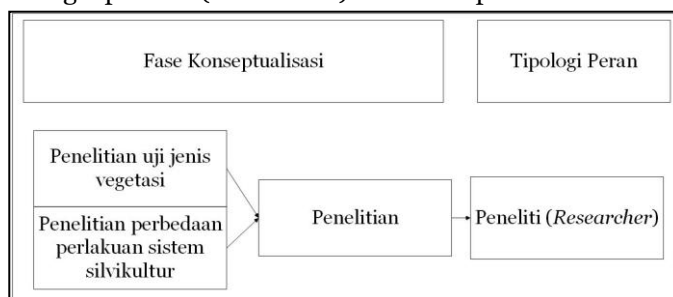 Fase Konseptualisasi
Tipologi Peran
Penelitian uji jenis
vegetasi
Penelitian perbedaan
perlakuan sistem
silvikultur
Penelitian
Peneliti (Researcher)